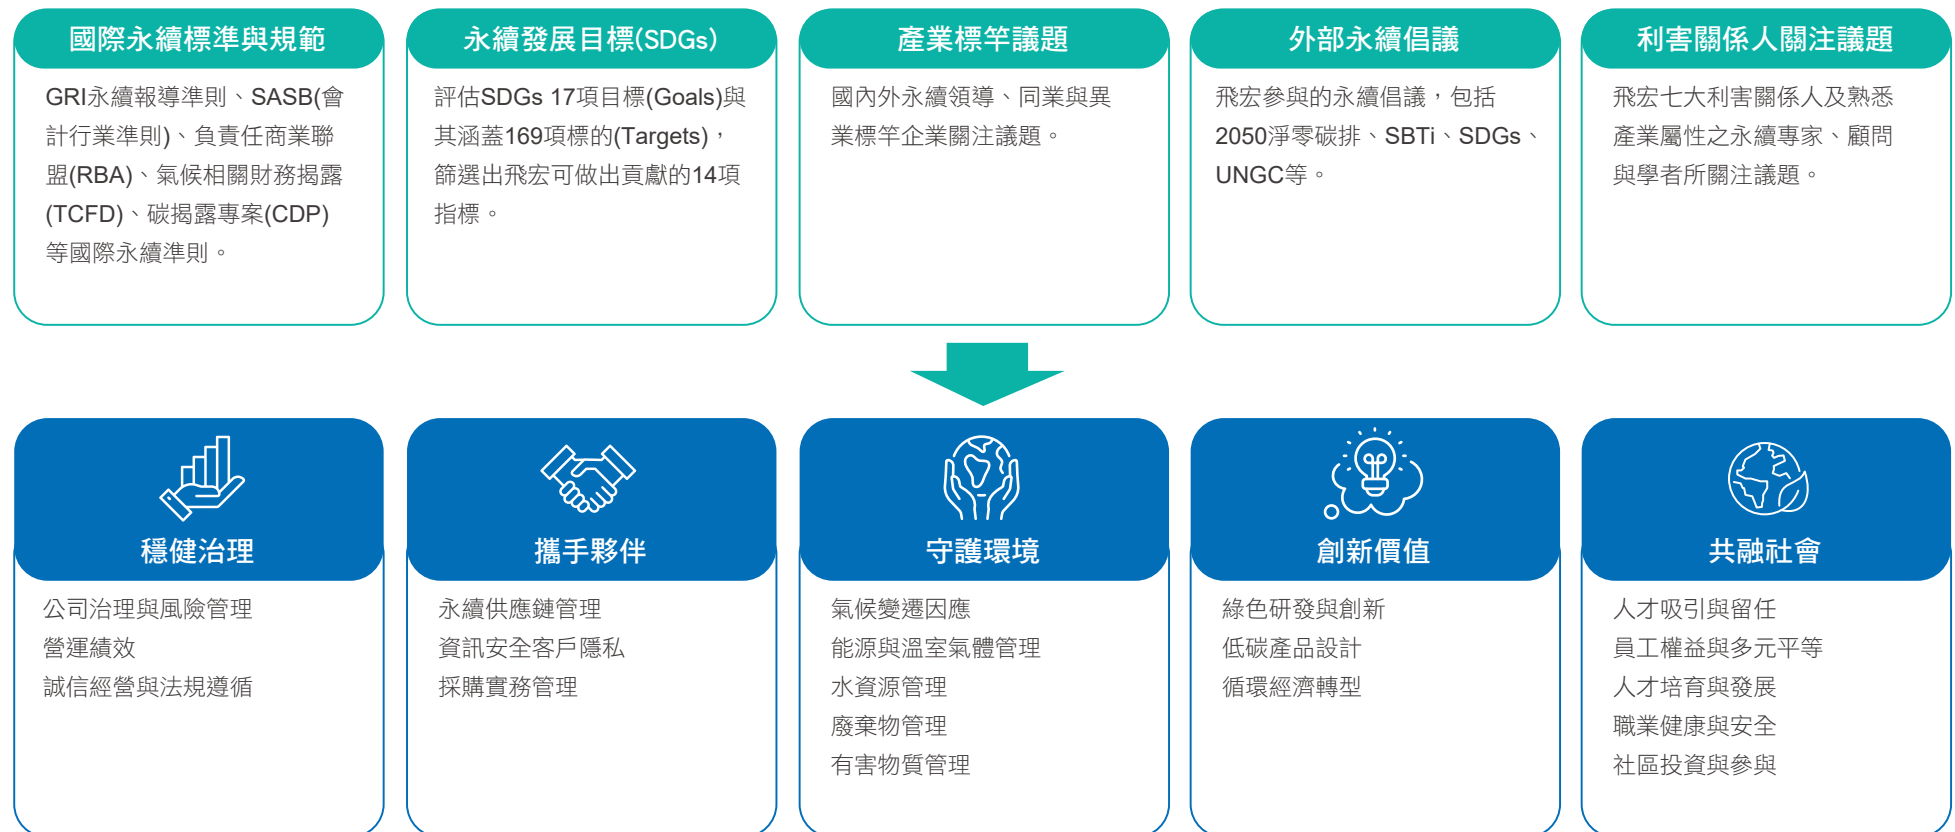 國際永續標準與規範
GRI永續報導準則、SASB(會
計行業準則)、負責任商業聯
盟(RBA)、氣候相關財務揭露
(TCFD)、碳揭露專案(CDP)
等國際永續準則。
永續發展目標(SDGs)
評估SDGs 17項目標(Goals)與
其涵蓋169項標的(Targets)，
篩選出飛宏可做出貢獻的14項
指標。
產業標竿議題
國內外永續領導、同業與異
業標竿企業關注議題。
外部永續倡議
飛宏參與的永續倡議，包括
2050淨零碳排、SBTi、SDGs、
UNGC等。
利害關係人關注議題
飛宏七大利害關係人及熟悉
產業屬性之永續專家、顧問
與學者所關注議題。
穩健治理
公司治理與風險管理
營運績效
誠信經營與法規遵循
攜手夥伴
永續供應鏈管理
資訊安全客戶隱私
採購實務管理
守護環境
氣候變遷因應
能源與溫室氣體管理
水資源管理
廢棄物管理
有害物質管理
創新價值
綠色研發與創新
低碳產品設計
循環經濟轉型
共融社會
人才吸引與留任
員工權益與多元平等
人才培育與發展
職業健康與安全
社區投資與參與